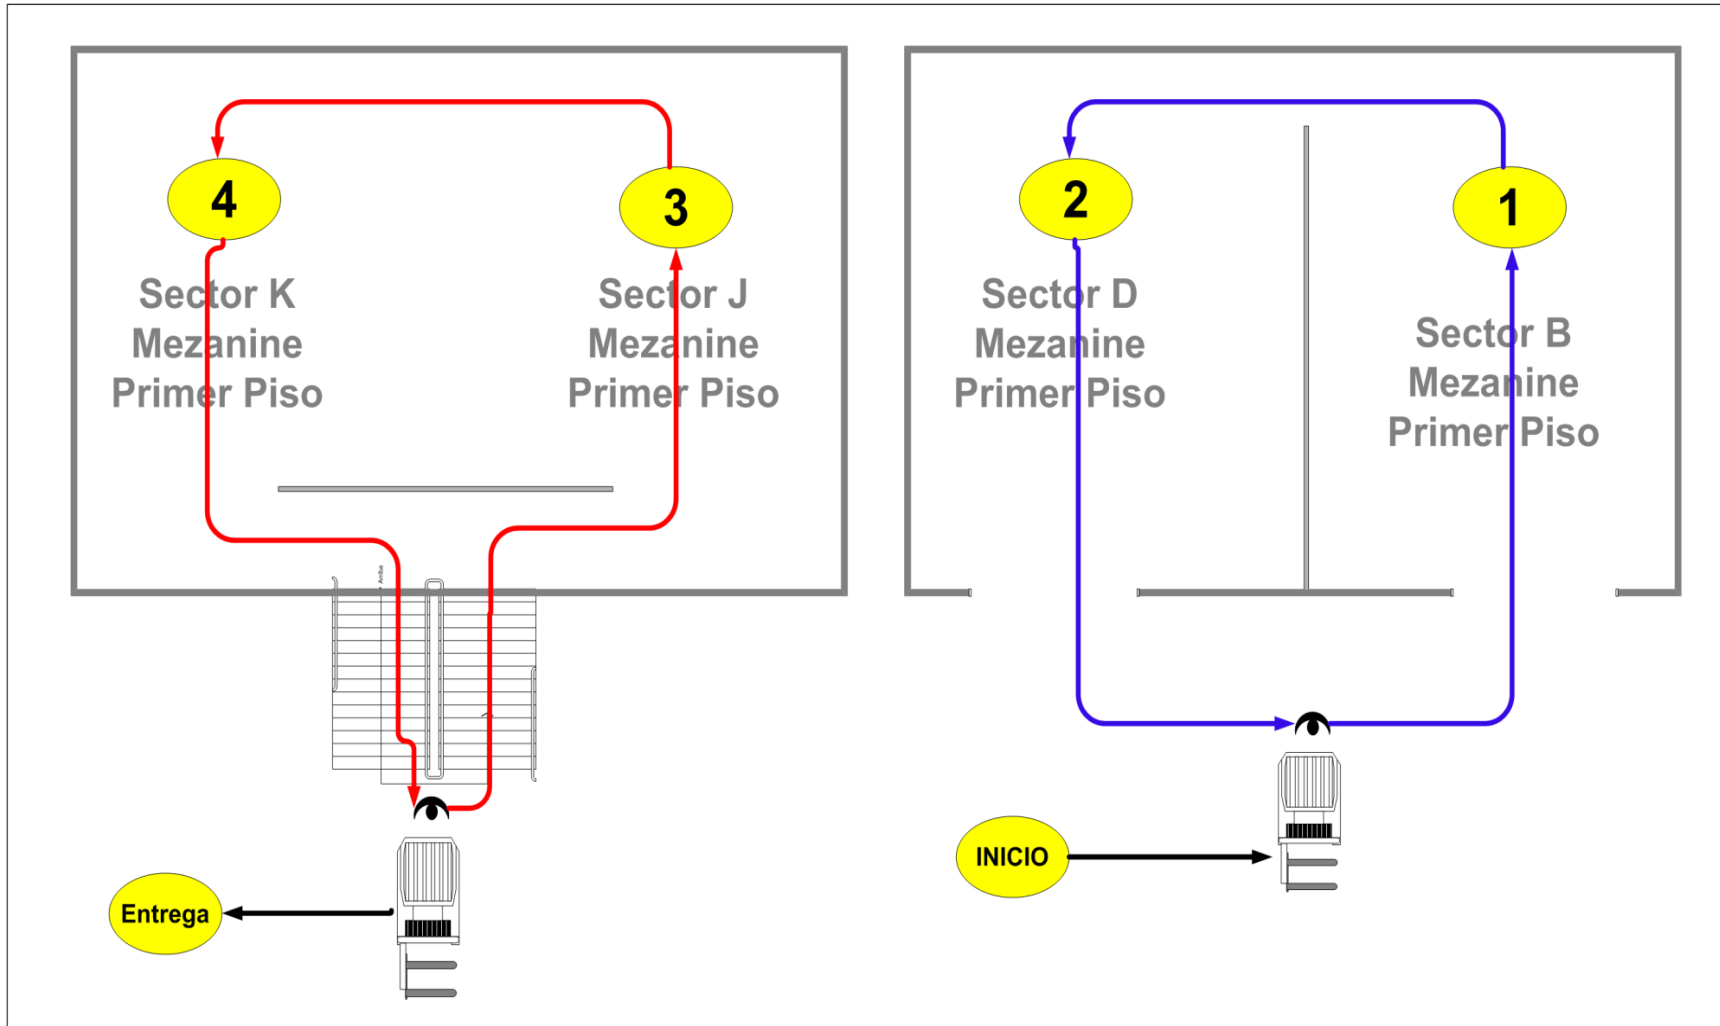 4
Sector K
Mezanine
Primer Piso
3
Sector J
Mezanine
Primer Piso
2
Sector D
Mezanine
Primer Piso
1
Sector B
Mezanine
Primer Piso
Arriba
INICIO
Entrega